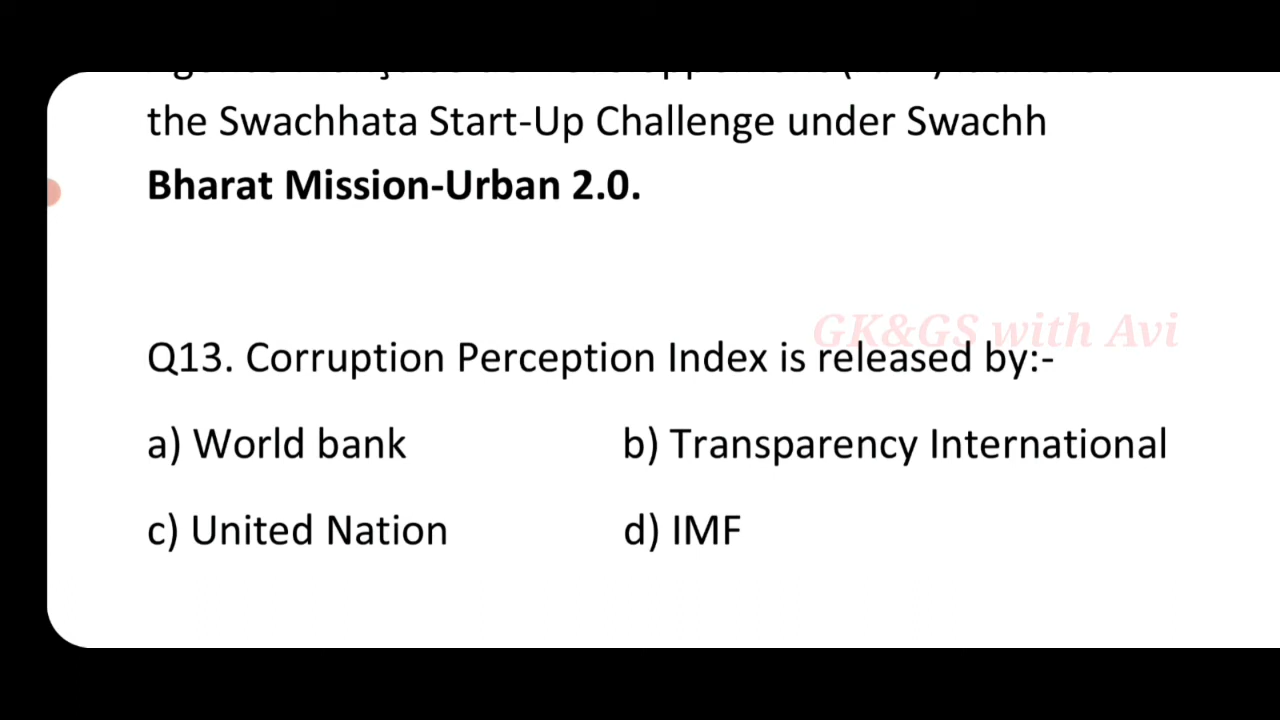 the Swachhata Start-Up Challenge under Swachh
Bharat Mission-Urban 2.0.
GK&GS with Avi
Q13. Corruption Perception Index is released by:-
a) World bank b) Transparency International
c) United Nation d) IMF